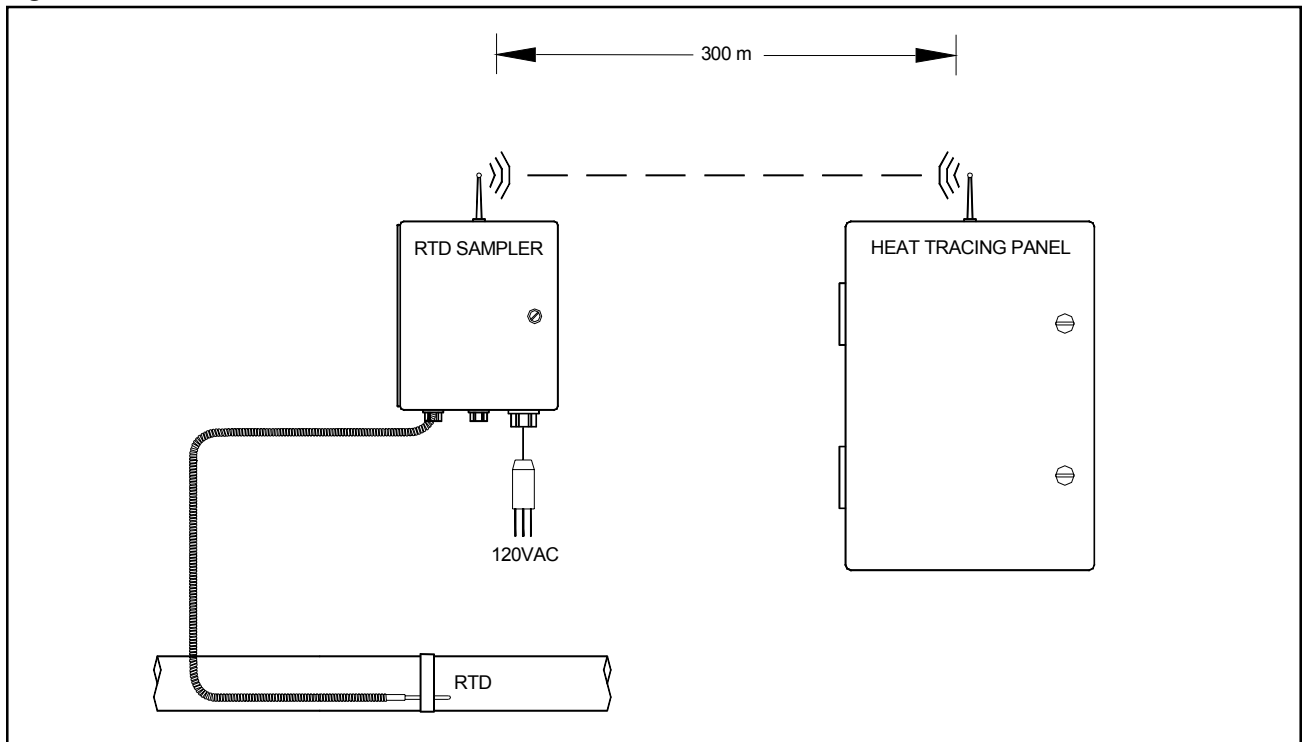 300 m
RTD SAMPLER
HEAT TRACING PANEL
120VAC
RTD